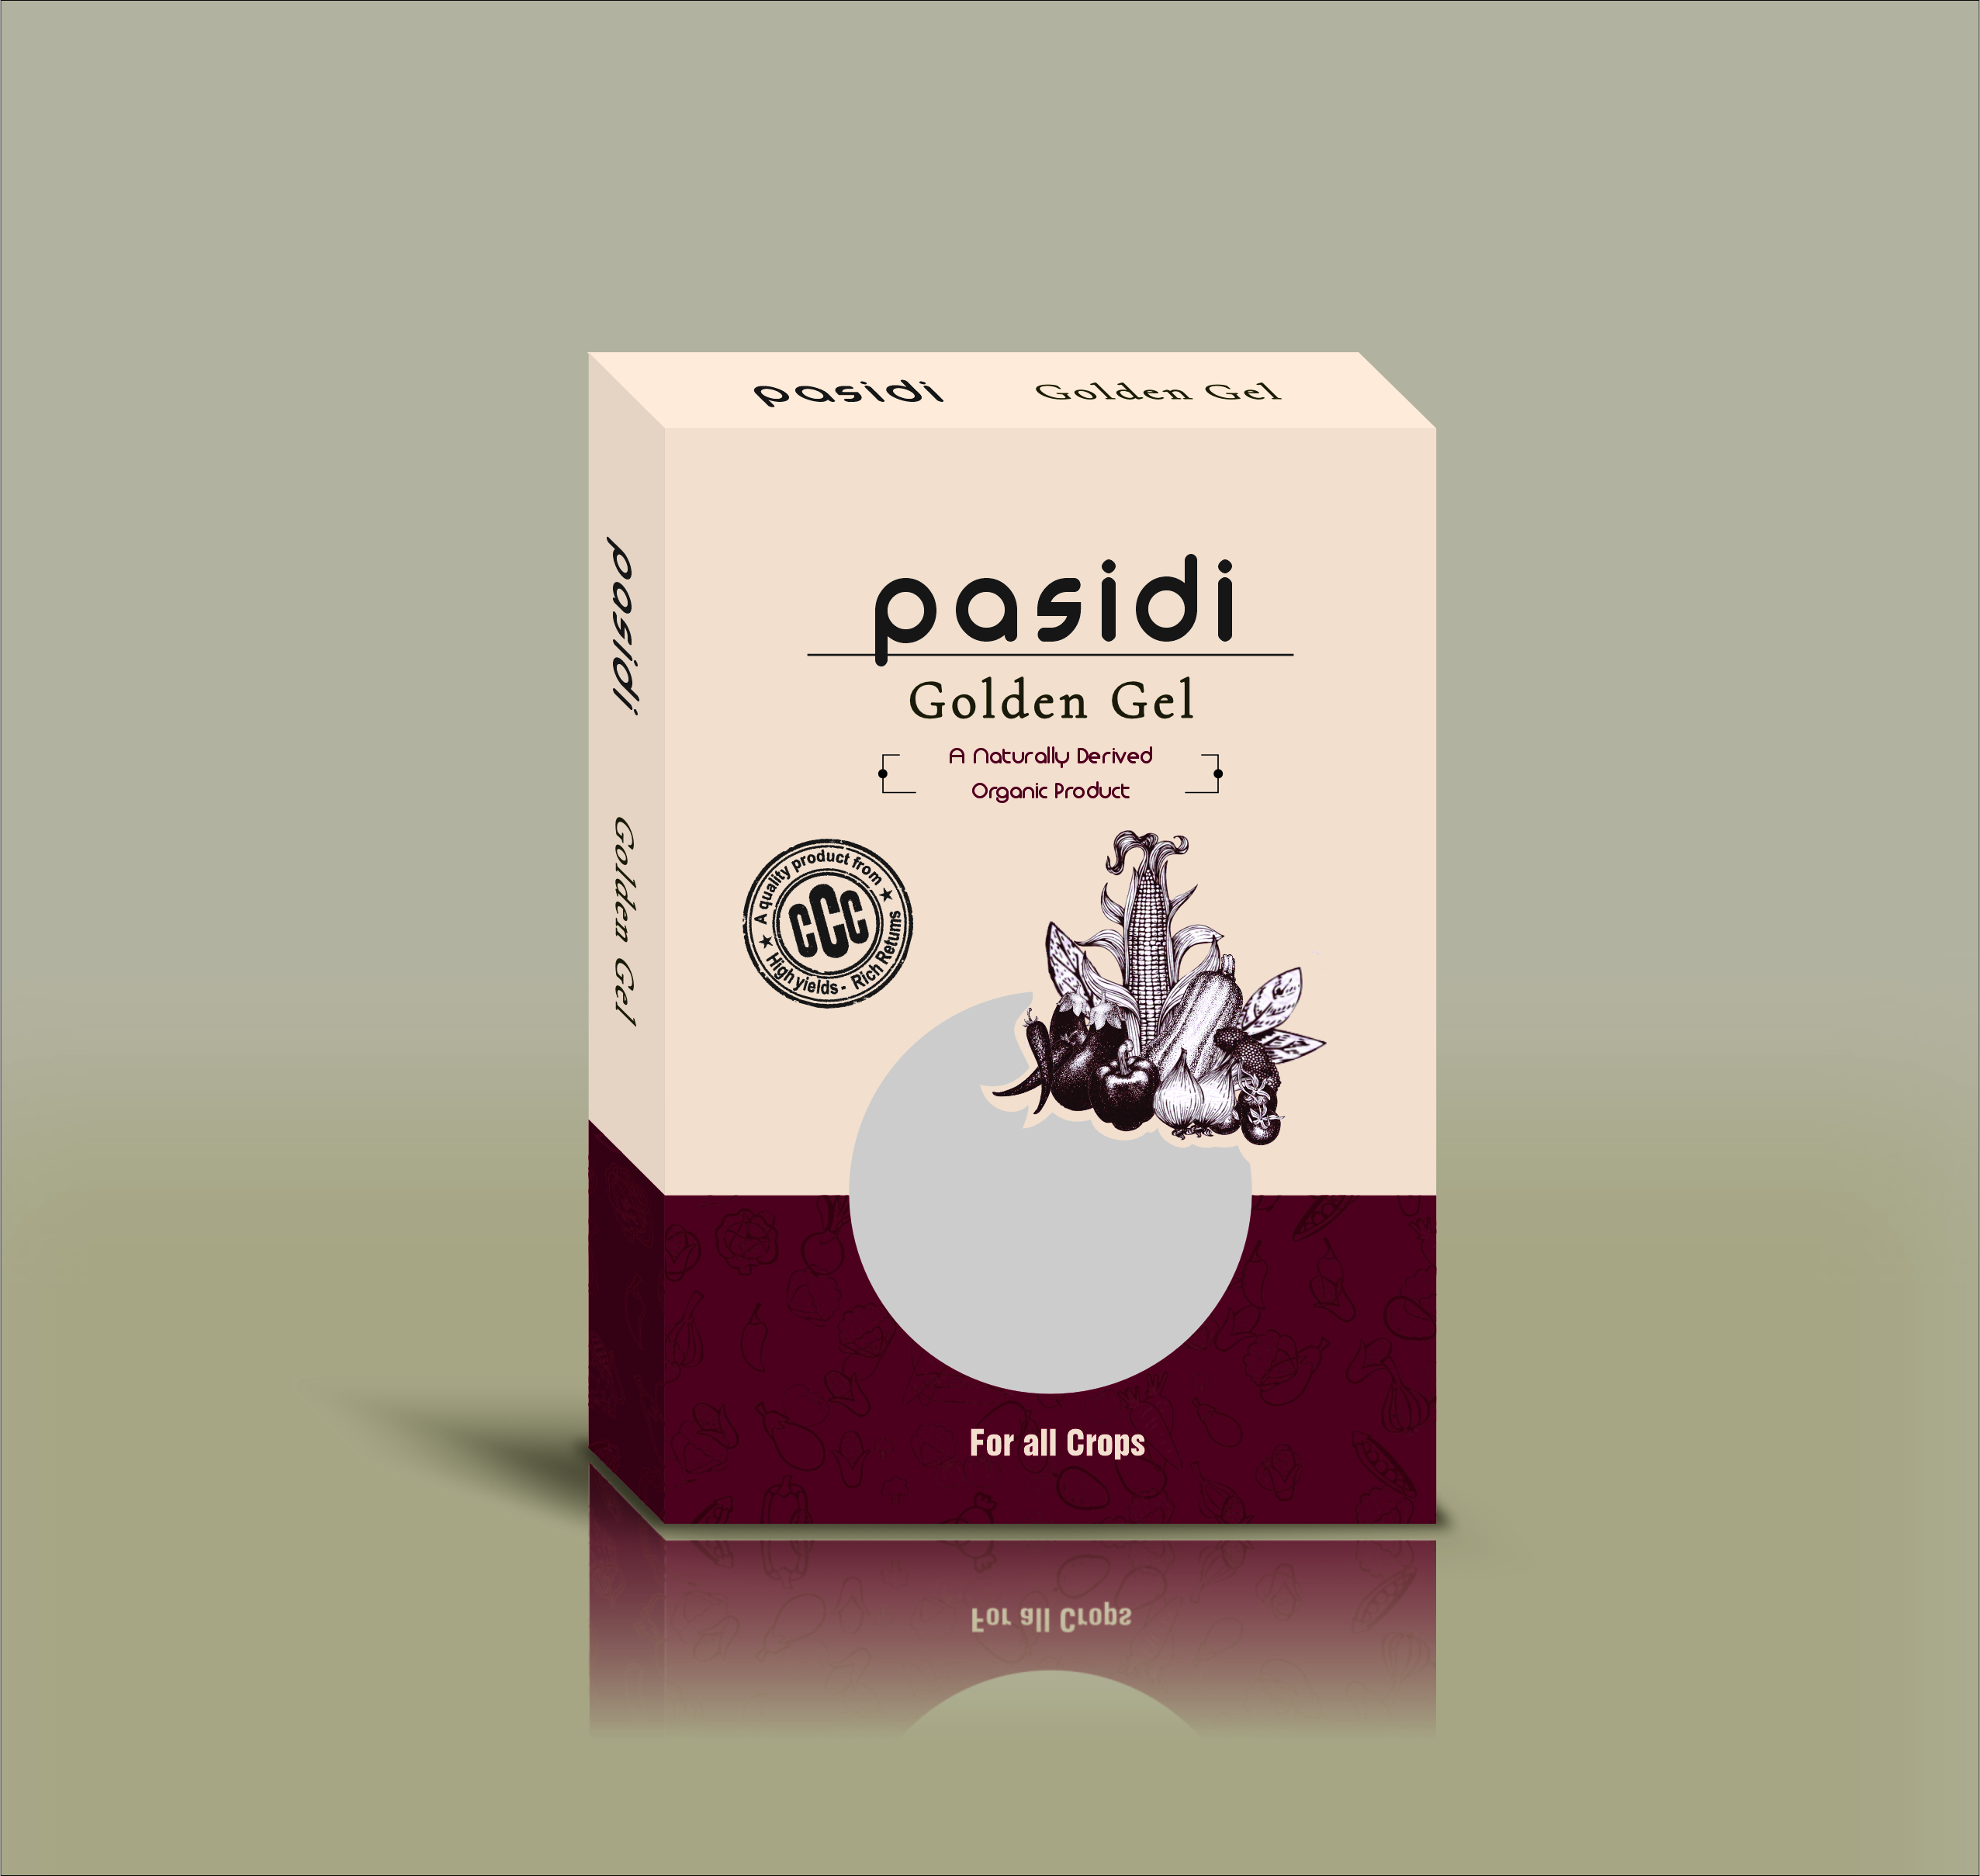 pasidi Golden Gel
pasidi
Golden Gel
pasidi
Golden Gel
A Naturally Derived
Organic Product
A quality product from
CCC
High yields - Rich Returns
For all Crops
For all Crops